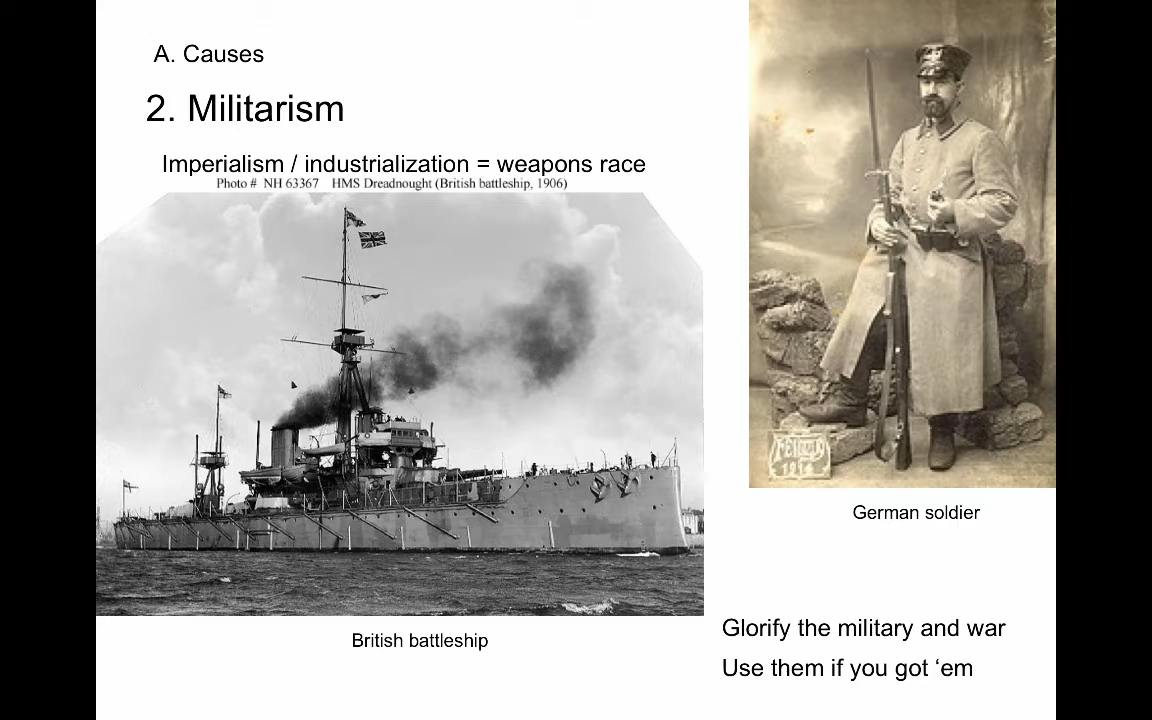 A. Causes
2. Militarism
Imperialism / industrialization = weapons race
Photo # NH 63367 HMS Dreadnought (British battleship, 1906)
1914
German soldier
British battleship
Glorify the military and war
Use them if you got ‘em